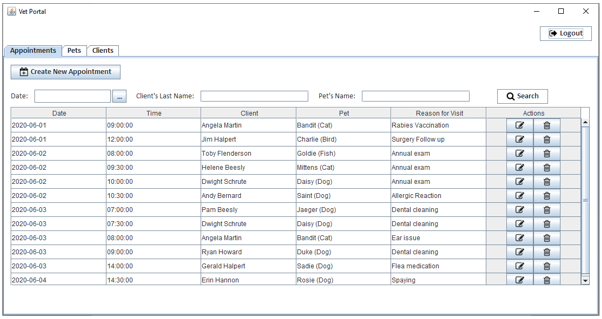 Vet Portal
Logout
Appointments Pets Clients
Create New Appointment
Date: ... Client's Last Name: Pet's Name: Search
Date Time Client Pet Reason for Visit Actions
2020-06-01 09:00:00 Angela Martin Bandit (Cat) Rabies Vaccination
2020-06-01 12:00:00 Jim Halpert Charlie (Bird) Surgery Follow up
2020-06-02 08:00:00 Toby Flenderson Goldie (Fish) Annual exam
2020-06-02 09:30:00 Helene Beesly Mittens (Cat) Annual exam
2020-06-02 10:00:00 Dwight Schrute Daisy (Dog) Annual exam
2020-06-02 10:30:00 Andy Bernard Saint (Dog) Allergic Reaction
2020-06-03 07:00:00 Pam Beesly Jaeger (Dog) Dental cleaning
2020-06-03 07:30:00 Dwight Schrute Daisy (Dog) Dental cleaning
2020-06-03 08:00:00 Angela Martin Bandit (Cat) Ear issue
2020-06-03 09:00:00 Ryan Howard Duke (Dog) Dental cleaning
2020-06-03 14:00:00 Gerald Halpert Sadie (Dog) Flea medication
2020-06-04 14:30:00 Erin Hannon Rosie (Dog) Spaying